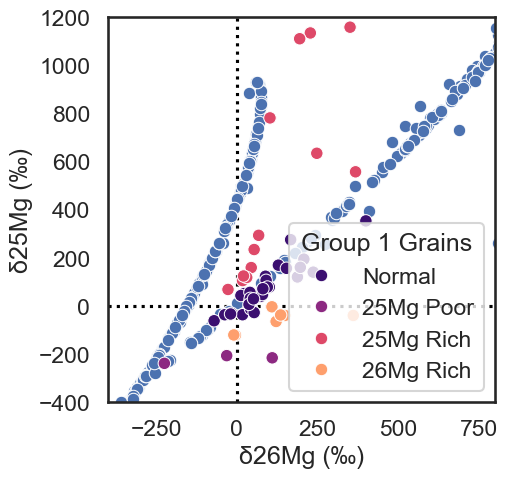 1200
1000
800
600
400
200
0
−200
−400
δ25Mg (‰)
Group 1 Grains
Normal
25Mg Poor
25Mg Rich
26Mg Rich
−250 0 250 500 750
δ26Mg (‰)